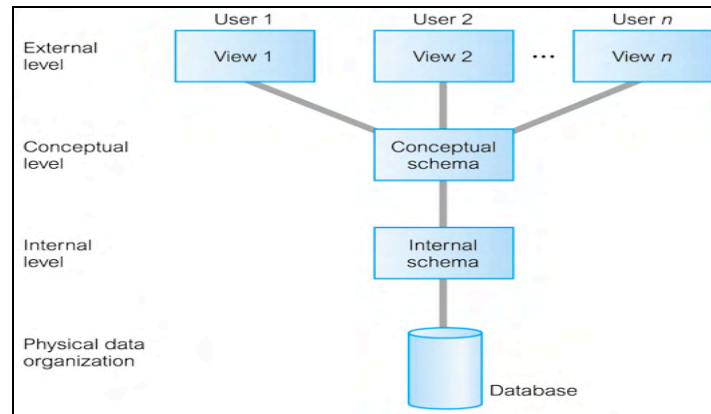 User 1
User 2
User n
External
level
View 1
View 2
...
View n
Conceptual
level
Conceptual
schema
Internal
level
Internal
schema
Physical data
organization
Database